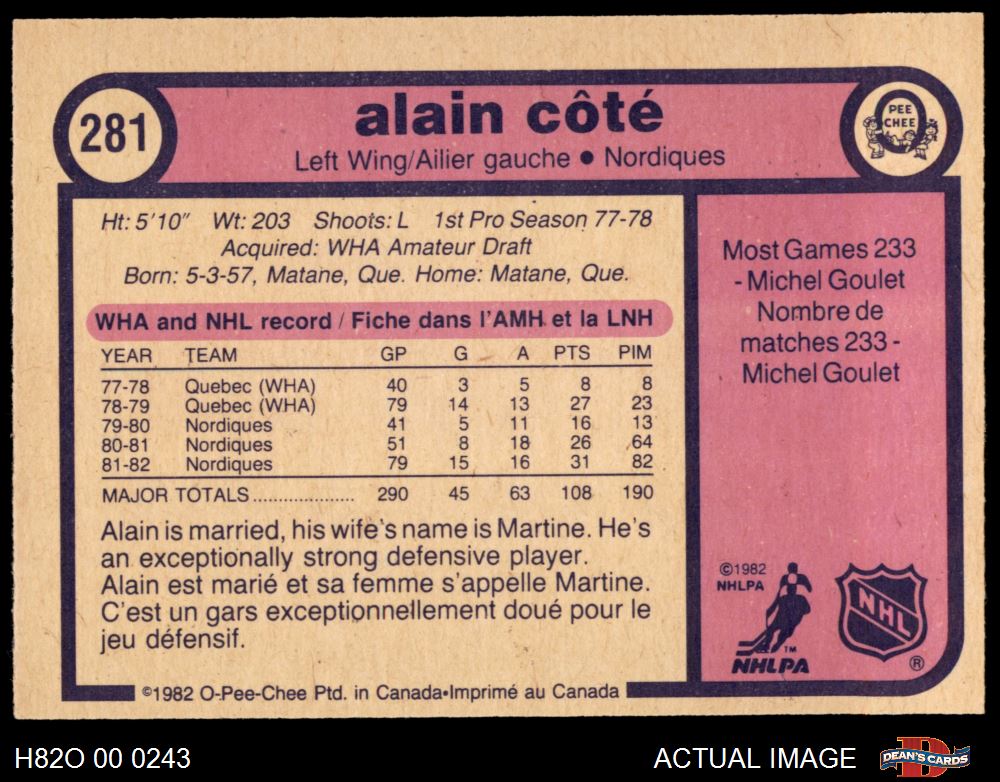 281
alain côté
PEE
CHEE
Left Wing/Ailier gauche ● Nordiques
Ht: 5'10" Wt: 203 Shoots: L 1st Pro Season 77-78
Acquired: WHA Amateur Draft
Born: 5-3-57, Matane, Que. Home: Matane, Que.
WHA and NHL record / Fiche dans l'AMH et la LNH
YEAR TEAM GP G A PTS PIM
77-78 Quebec (WHA) 40 3 5 8 8
78-79 Quebec (WHA) 79 14 13 27 23
79-80 Nordiques 41 5 11 16 13
80-81 Nordiques 51 8 18 26 64
81-82 Nordiques 79 15 16 31 82
MAJOR TOTALS.................... 290 45 63 108 190
Alain is married, his wife's name is Martine. He's
an exceptionally strong defensive player.
Alain est marié et sa femme s'appelle Martine.
C'est un gars exceptionnellement doué pour le
jeu défensif.
Most Games 233
- Michel Goulet
Nombre de
matches 233 -
Michel Goulet
©1982
NHLPA
TM
NHLPA
NHL
®
©1982 O-Pee-Chee Ptd. in Canada•Imprimé au Canada
H82O 00 0243
ACTUAL IMAGE
DEAN'S CARDS